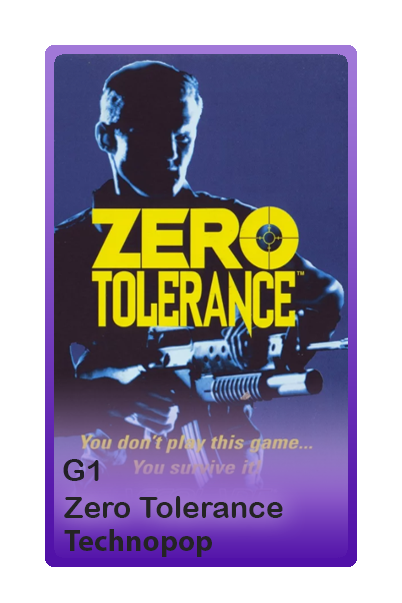 ZERO
TOLERANCE™
You don't play this game...
You survive it!
G1
Zero Tolerance
Technopop